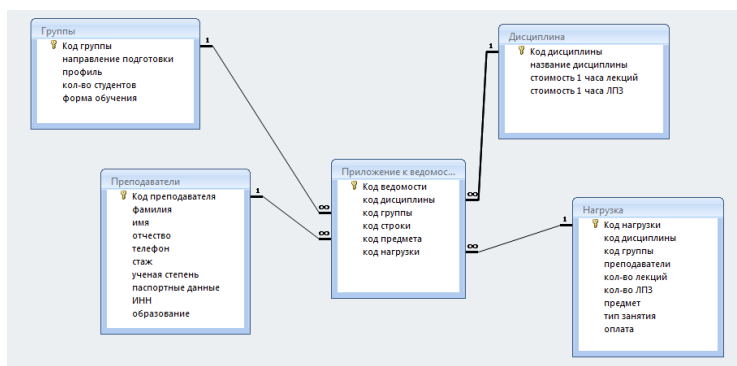 Группы
Код группы
направление подготовки
профиль
кол-во студентов
форма обучения
1
Дисциплина
Код дисциплины
название дисциплины
стоимость 1 часа лекций
стоимость 1 часа ЛПЗ
1
Преподаватели
Код преподавателя
фамилия
имя
отчество
телефон
стаж
ученая степень
паспортные данные
ИНН
образование
1
Приложение к ведомос...
Код ведомости
код дисциплины
код группы
код строки
код предмета
код нагрузки
∞
∞
∞
∞
Нагрузка
Код нагрузки
код дисциплины
код группы
преподаватели
кол-во лекций
кол-во ЛПЗ
предмет
тип занятия
оплата
1